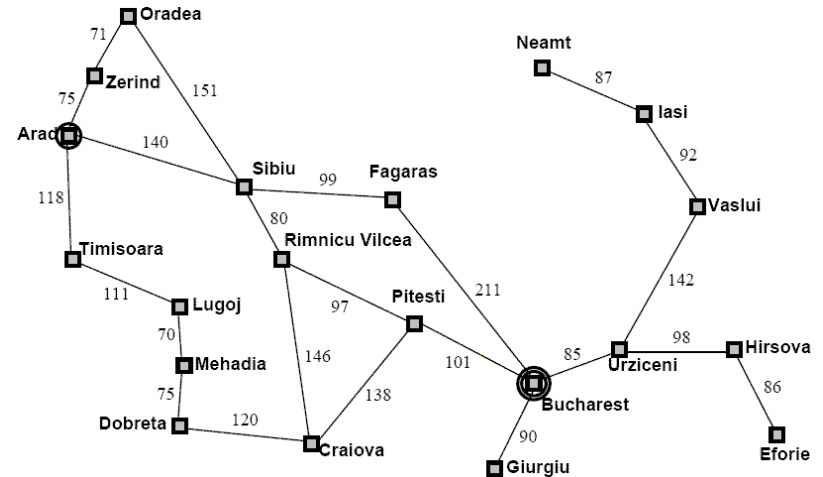 Oradea
71
Neamt
Zerind
87
75
151
Iasi
Arad
140
92
Sibiu
99
Fagaras
118
80
Vaslui
Timisoara
Rimnicu Vilcea
142
111
Lugoj
97
Pitesti
211
70
98
Hirsova
146
101
85
Urziceni
Mehadia
138
86
75
120
Bucharest
Dobreta
90
Craiova
Eforie
Giurgiu